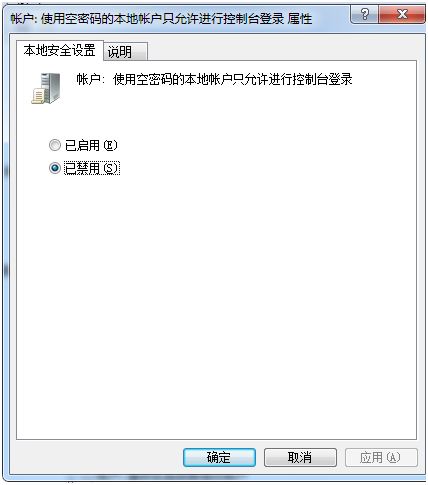 帐户: 使用空密码的本地帐户只允许进行控制台登录 属性
本地安全设置 说明
帐户: 使用空密码的本地帐户只允许进行控制台登录
已启用(E)
已禁用(S)
确定 取消 应用(A)